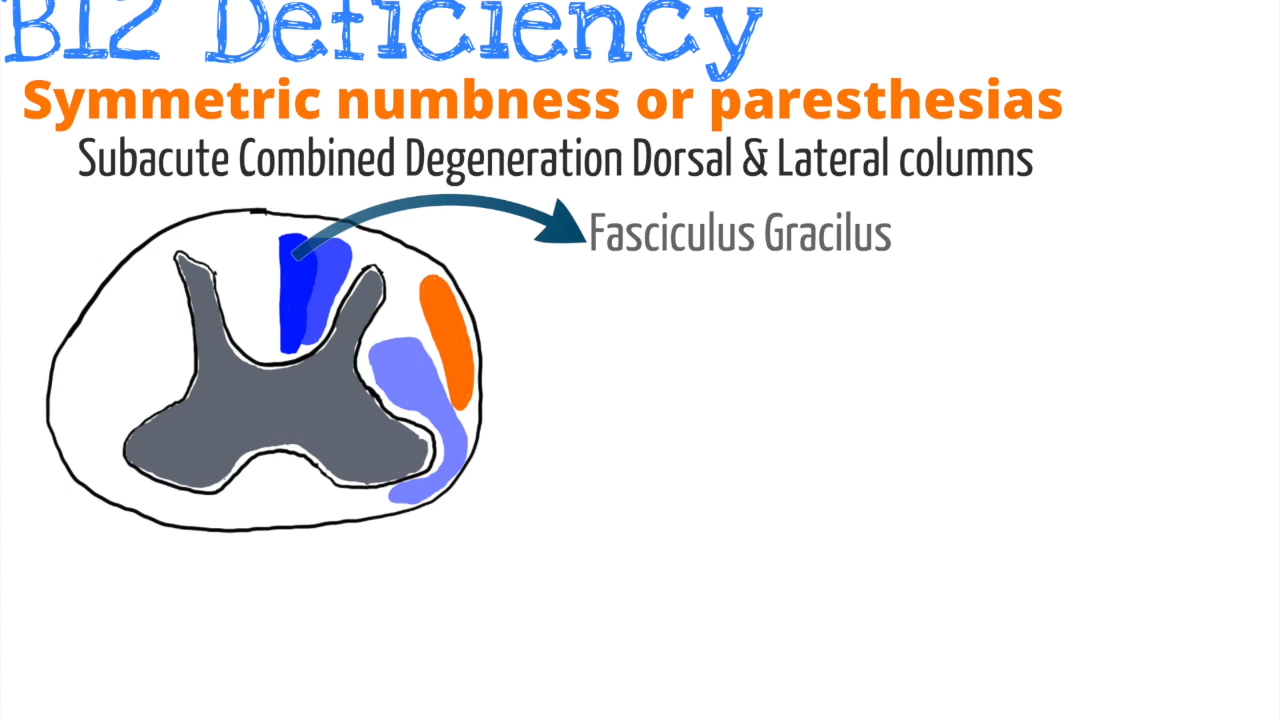 B12 Deficiency
Symmetric numbness or paresthesias
Subacute Combined Degeneration Dorsal & Lateral columns
Fasciculus Gracilus